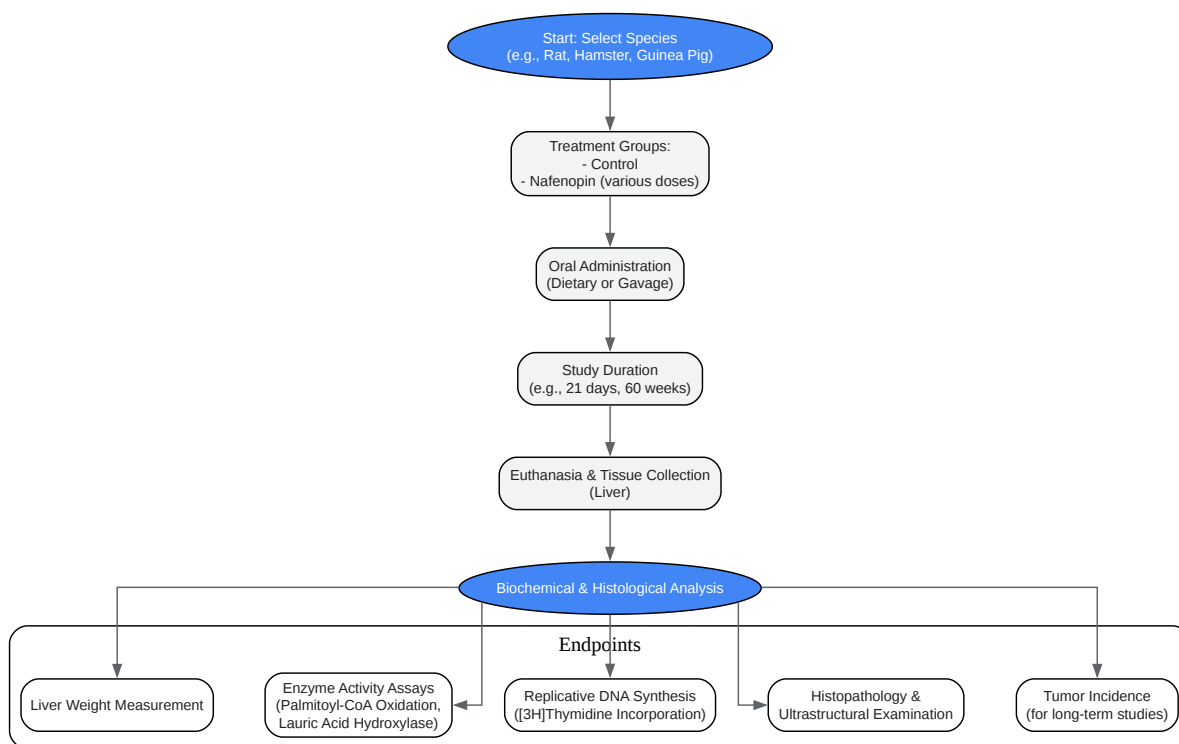 Start: Select Species
(e.g., Rat, Hamster, Guinea Pig)
Treatment Groups:
- Control
- Nafenopin (various doses)
Oral Administration
(Dietary or Gavage)
Study Duration
(e.g., 21 days, 60 weeks)
Euthanasia & Tissue Collection
(Liver)
Biochemical & Histological Analysis
Endpoints
Liver Weight Measurement
Enzyme Activity Assays
(Palmitoyl-CoA Oxidation,
Lauric Acid Hydroxylase)
Replicative DNA Synthesis
([3H]Thymidine Incorporation)
Histopathology &
Ultrastructural Examination
Tumor Incidence
(for long-term studies)